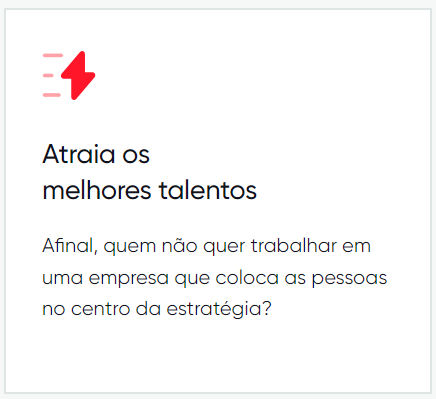 Atraia os
melhores talentos
Afinal, quem não quer trabalhar em
uma empresa que coloca as pessoas
no centro da estratégia?